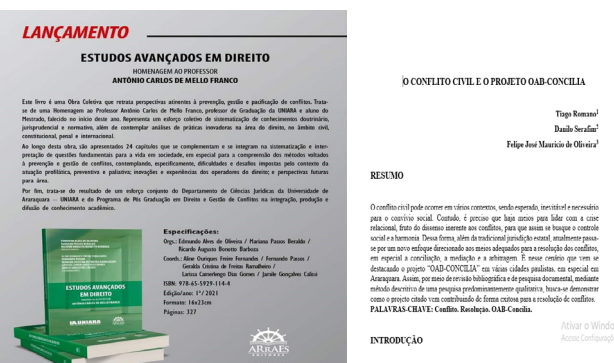 LANÇAMENTO
ESTUDOS AVANÇADOS EM DIREITO
HOMENAGEM AO PROFESSOR
ANTÔNIO CARLOS DE MELLO FRANCO
Este livro é uma Obra Coletiva que retrata perspectivas atinentes à prevenção, gestão e pacificação de conflitos. Trata-
se de uma Homenagem ao Professor Antônio Carlos de Mello Franco, professor de Graduação da UNIARA e aluno do
Mestrado, falecido no início deste ano. Representa um esforço coletivo de sistematização de conhecimentos doutrinário,
jurisprudencial e normativo, além de contemplar análises de práticas inovadoras na área do direito, no âmbito civil,
constitucional, penal e internacional.
Ao longo desta obra, são apresentados 24 capítulos que se complementam e se integram na sistematização e inter-
pretação de questões fundamentais para a vida em sociedade, em especial para a compreensão dos métodos voltados
à prevenção e gestão de conflitos, contemplando, especificamente, dificuldades e desafios impostos pelo contexto da
atuação profilática, preventiva e paliativa; inovações e experiências dos operadores do direito; e perspectivas futuras
para área.
Por fim, trata-se do resultado de um esforço conjunto do Departamento de Ciências Jurídicas da Universidade de
Araraquara — UNIARA e do Programa de Pós Graduação em Direito e Gestão de Conflitos na integração, produção e
difusão de conhecimento acadêmico.
Especificações:
Orgs.: Edmundo Alves de Oliveira / Mariana Passos Beraldo /
Ricardo Augusto Bonotto Barboza
Coords.: Aline Ouriques Freire Fernandes / Fernando Passos /
Geralda Cristina de Freitas Ramalheiro /
Larissa Camerlengo Dias Gomes / Jamile Gonçalves Calissi
ISBN: 978-65-5929-114-4
Edição/ano: 1ª/2021
Formato: 16x23cm
Páginas: 327
ESTUDOS AVANÇADOS
EM DIREITO
UNIARA
ARRAES
EDITORES
O CONFLITO CIVIL E O PROJETO OAB-CONCILIA
Tiago Romano¹
Danilo Serafim²
Felipe José Mauricio de Oliveira³
RESUMO
O conflito civil pode ocorrer em vários contextos, sendo esperado, inevitável e necessário
para o convívio social. Contudo, é preciso que haja meios para lidar com a crise
relacional, fruto do dissenso inerente aos conflitos, para que assim se busque o controle
social e a harmonia. Dessa forma, além da tradicional jurisdição estatal, atualmente passa-
se por um novo enfoque direcionado aos meios adequados para a resolução dos conflitos,
em especial a conciliação, a mediação e a arbitragem. E nesse cenário que vem se
destacando o projeto "OAB-CONCILIA" em várias cidades paulistas, em especial em
Araraquara. Assim, por meio de revisão bibliográfica e de pesquisa documental, mediante
método descritivo de uma pesquisa predominantemente qualitativa, busca-se demonstrar
como o projeto citado vem contribuindo de forma exitosa para a resolução de conflitos.
PALAVRAS-CHAVE: Conflito. Resolução. OAB-Concilia.
Ativar o Windo
Acesse Configuraçõ
INTRODUÇÃO